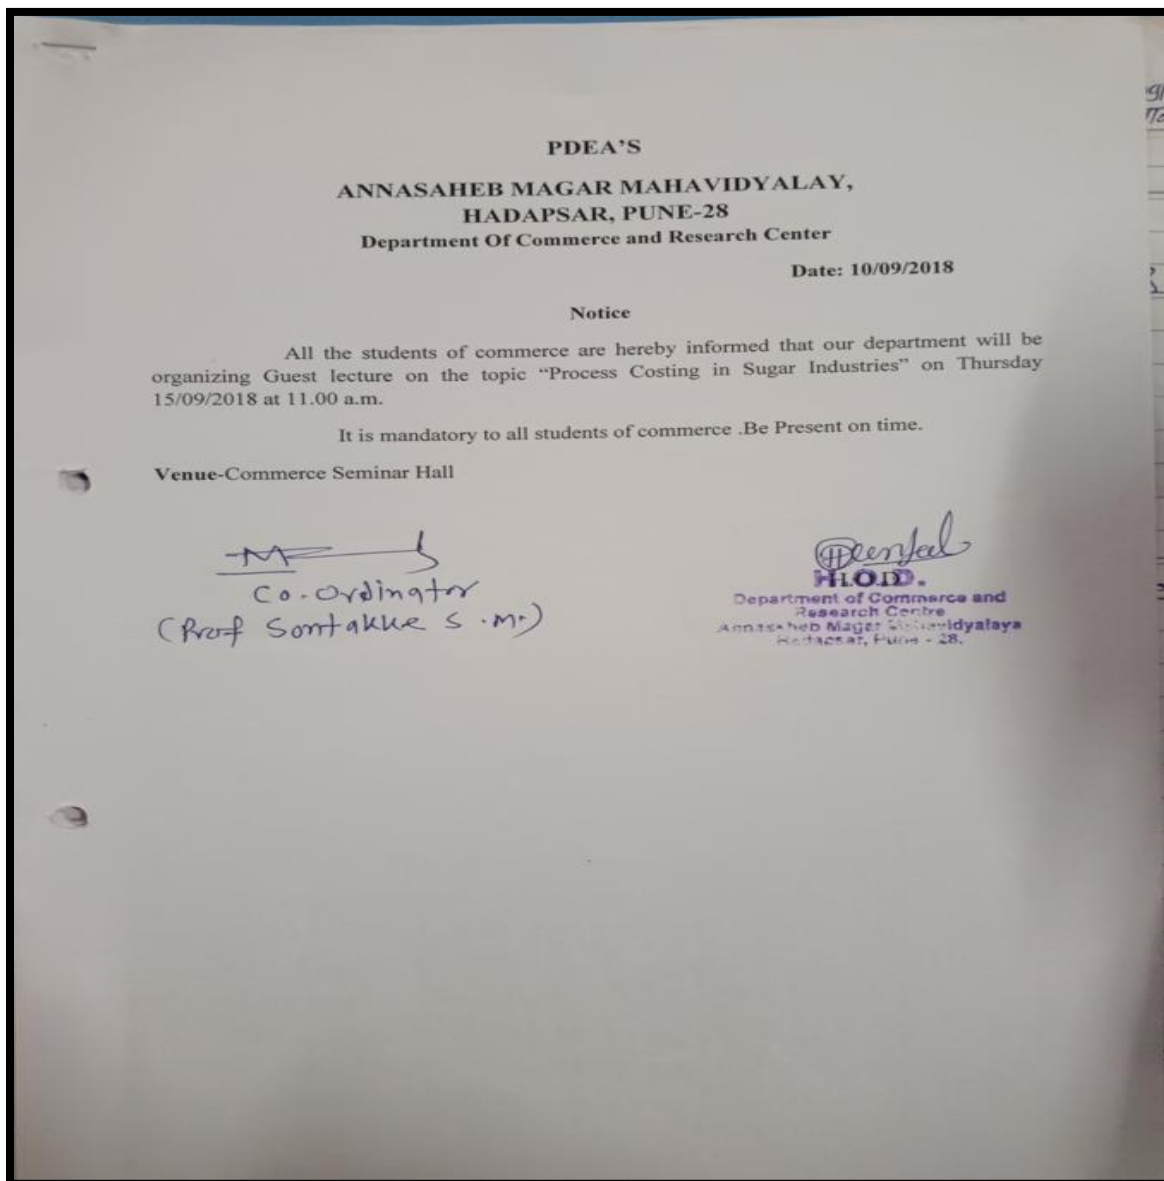 PDEA'S
ANNASAHEB MAGAR MAHAVIDYALAY,
HADAPSAR, PUNE-28
Department Of Commerce and Research Center
Date: 10/09/2018
Notice
All the students of commerce are hereby informed that our department will be
organizing Guest lecture on the topic “Process Costing in Sugar Industries” on Thursday
15/09/2018 at 11.00 a.m.
It is mandatory to all students of commerce .Be Present on time.
Venue-Commerce Seminar Hall
Co-Ordinator
(Prof Sontakke S.M.)
H.O.D.
Department of Commerce and
Research Centre
Annasaheb Magar Mahavidyalaya
Hadapsar, Pune - 28.